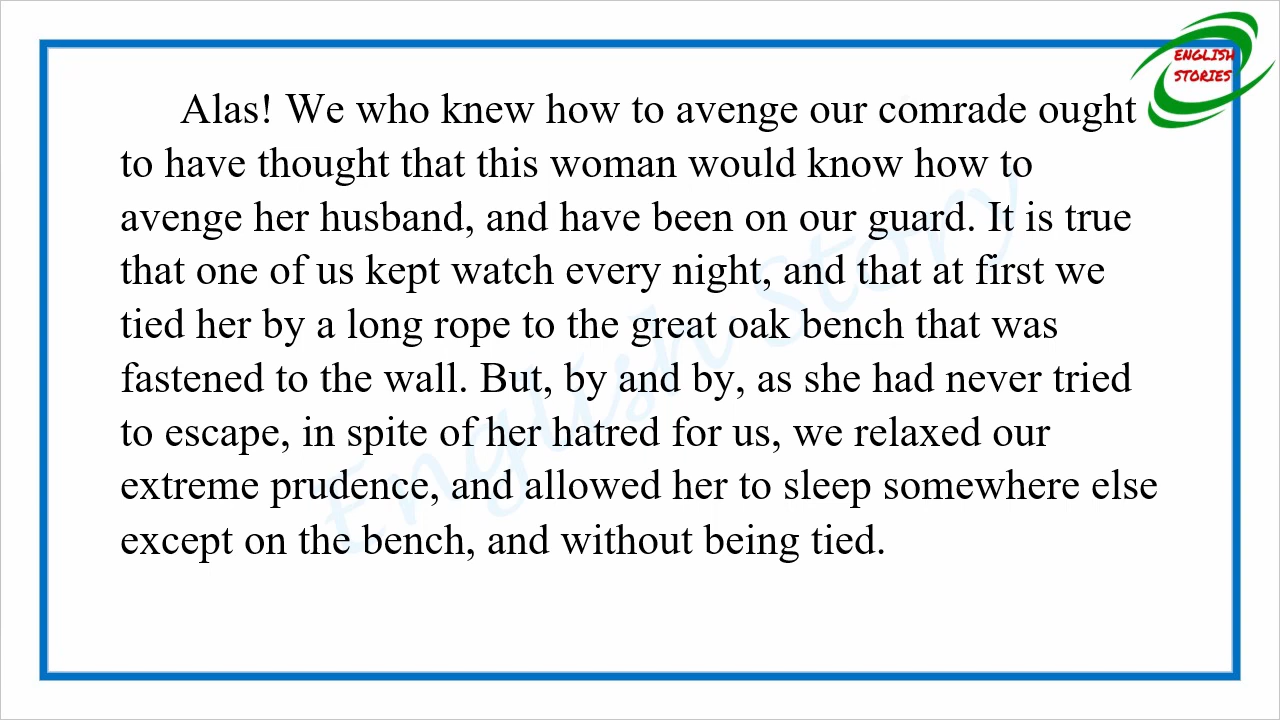 ENGLISH
STORIES
Alas! We who knew how to avenge our comrade ought
to have thought that this woman would know how to
avenge her husband, and have been on our guard. It is true
that one of us kept watch every night, and that at first we
tied her by a long rope to the great oak bench that was
fastened to the wall. But, by and by, as she had never tried
to escape, in spite of her hatred for us, we relaxed our
extreme prudence, and allowed her to sleep somewhere else
except on the bench, and without being tied.
English Story